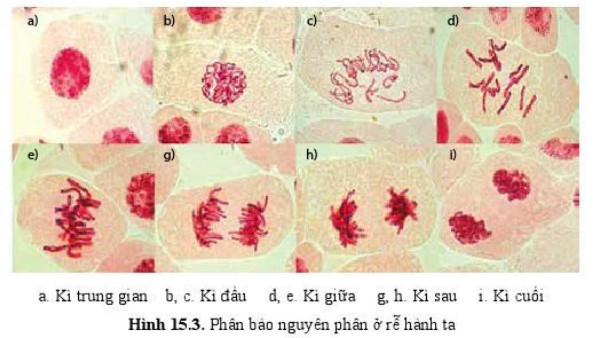 a) b) c) d)
e) g) h) i)
a. Kì trung gian b, c. Kì đầu d, e. Kì giữa g, h. Kì sau i. Kì cuối
Hình 15.3. Phân bào nguyên phân ở rễ hành ta